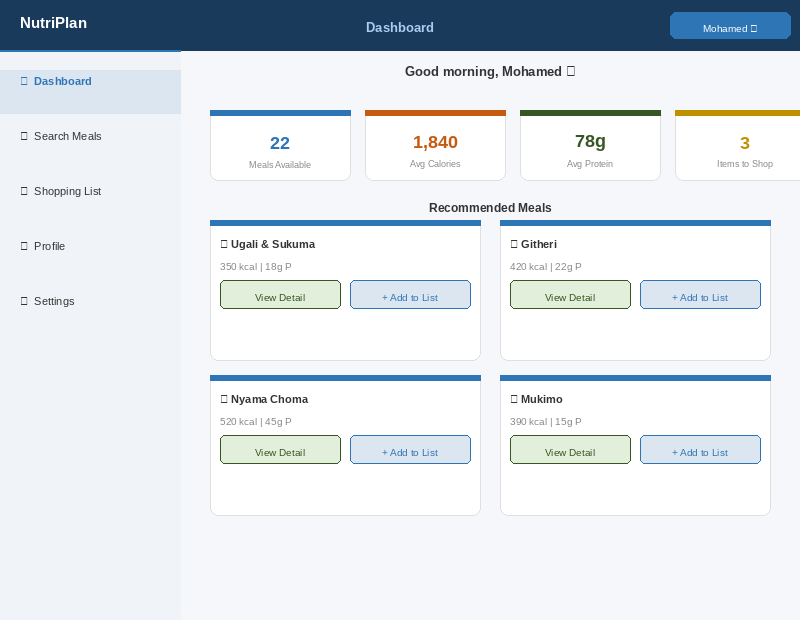 NutriPlan
Dashboard
Mohamed
Dashboard
Search Meals
Shopping List
Profile
Settings
Good morning, Mohamed
22
Meals Available
1,840
Avg Calories
78g
Avg Protein
3
Items to Shop
Recommended Meals
Ugali & Sukuma
350 kcal | 18g P
View Detail
+ Add to List
Githeri
420 kcal | 22g P
View Detail
+ Add to List
Nyama Choma
520 kcal | 45g P
View Detail
+ Add to List
Mukimo
390 kcal | 15g P
View Detail
+ Add to List